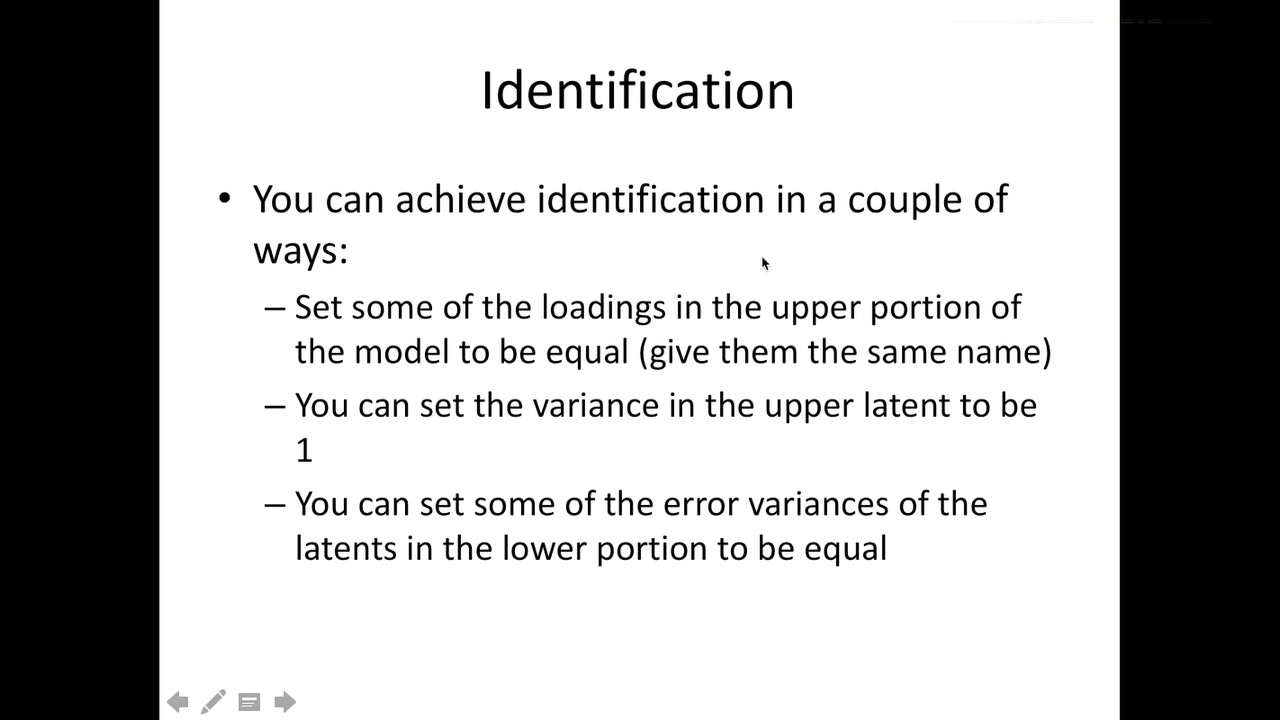 Identification
• You can achieve identification in a couple of
ways:
– Set some of the loadings in the upper portion of
the model to be equal (give them the same name)
– You can set the variance in the upper latent to be
1
– You can set some of the error variances of the
latents in the lower portion to be equal